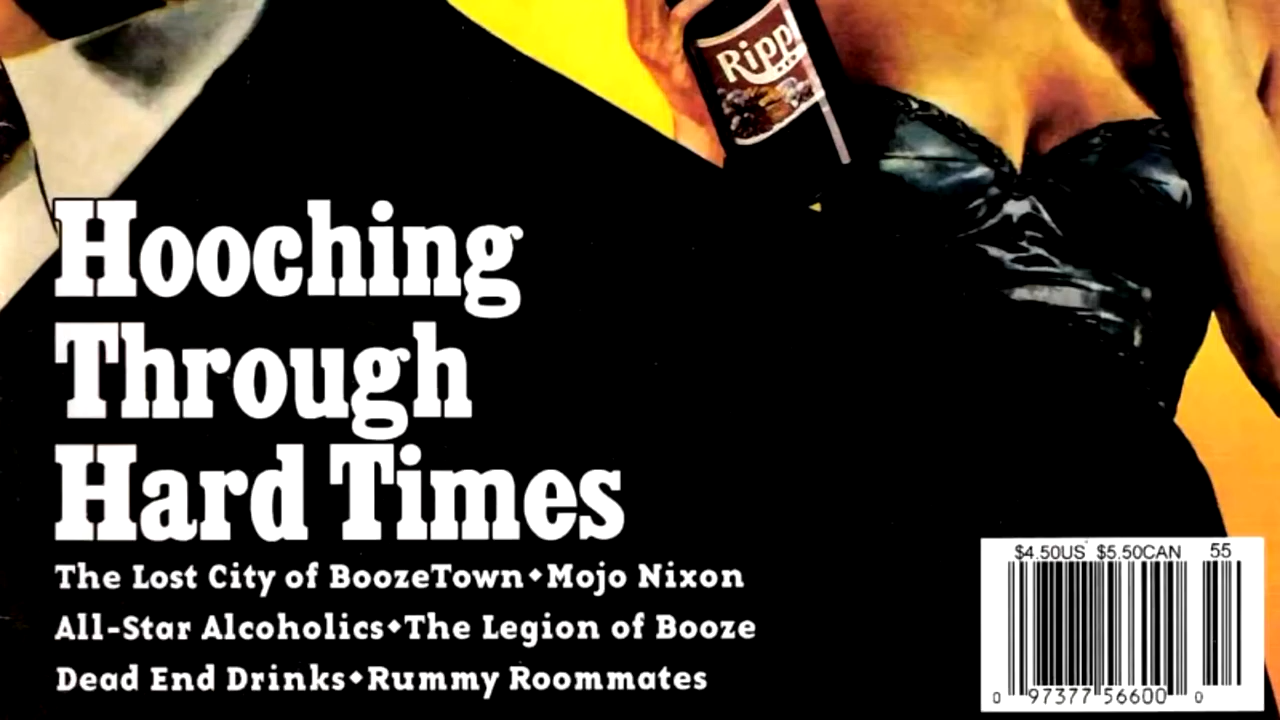 Ripp
Hooching
Through
Hard Times
The Lost City of BoozeTown◆Mojo Nixon
All-Star Alcoholics◆The Legion of Booze
Dead End Drinks◆Rummy Roommates
$4.50US $5.50CAN 55
0 97377 56600 0